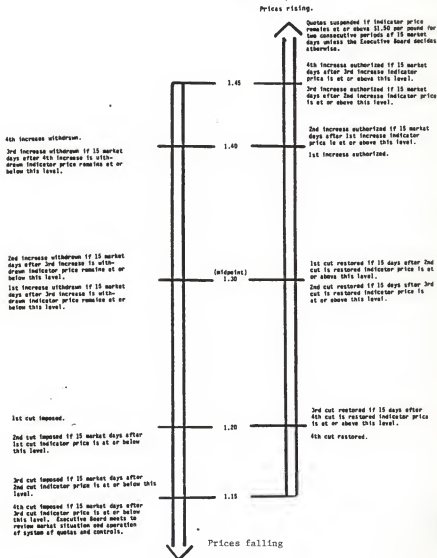 Prices rising.
Quotas suspended if indicator price
remains at or above $1.50 per pound for
two consecutive periods of 15 market
days unless the Executive Board decides
otherwise.
4th increase authorized if 15 market
days after 3rd increase indicator
price is at or above this level.
1.45
3rd increase authorized if 15 market
days after 2nd increase indicator price
is at or above this level.
4th increase withdrawn.
2nd increase authorized if 15 market
days after 1st increase indicator
price is at or above this level.
3rd increase withdrawn if 15 market
days after 4th increase is with-
drawn indicator price remains at or
below this level.
1.40
1st increase authorized.
2nd increase withdrawn if 15 market
days after 3rd increase is with-
drawn indicator price remains at or
below this level.
(midpoint)
1.30
1st cut restored if 15 days after 2nd
cut is restored indicator price is at
or above this level.
1st increase withdrawn if 15 market
days after 3rd increase is with-
drawn indicator price remains at or
below this level.
2nd cut restored if 15 days after 3rd
cut is restored indicator price is
at or above this level.
1st cut imposed.
1.20
3rd cut restored if 15 days after
4th cut is restored indicator price
is at or above this level.
2nd cut imposed if 15 market days after
1st cut indicator price is at or below
this level.
4th cut restored.
3rd cut imposed if 15 market days after
2nd cut indicator price is at or below this
level.
1.15
4th cut imposed if 15 market days after
3rd cut indicator price is at or below
this level. Executive Board meets to
review market situation and operation
of system of quotas and controls.
Prices falling